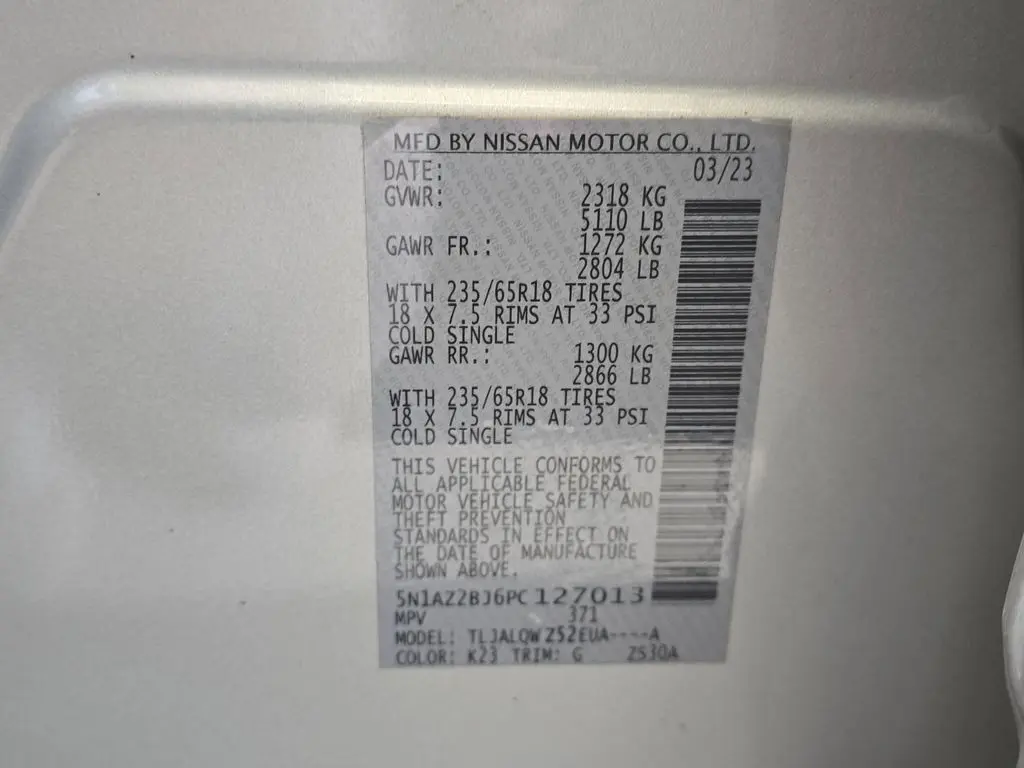 MFD BY NISSAN MOTOR CO., LTD.
DATE: 03/23
GVWR: 2318 KG
5110 LB
GAWR FR.: 1272 KG
2804 LB
WITH 235/65R18 TIRES
18 X 7.5 RIMS AT 33 PSI
COLD SINGLE
GAWR RR.: 1300 KG
2866 LB
WITH 235/65R18 TIRES
18 X 7.5 RIMS AT 33 PSI
COLD SINGLE
THIS VEHICLE CONFORMS TO
ALL APPLICABLE FEDERAL
MOTOR VEHICLE SAFETY AND
THEFT PREVENTION
STANDARDS IN EFFECT ON
THE DATE OF MANUFACTURE
SHOWN ABOVE.
5N1AZ2BJ6PC127013
MPV 371
MODEL: TLJALQWZ52EUA----A
COLOR: K23 TRIM: G Z530A